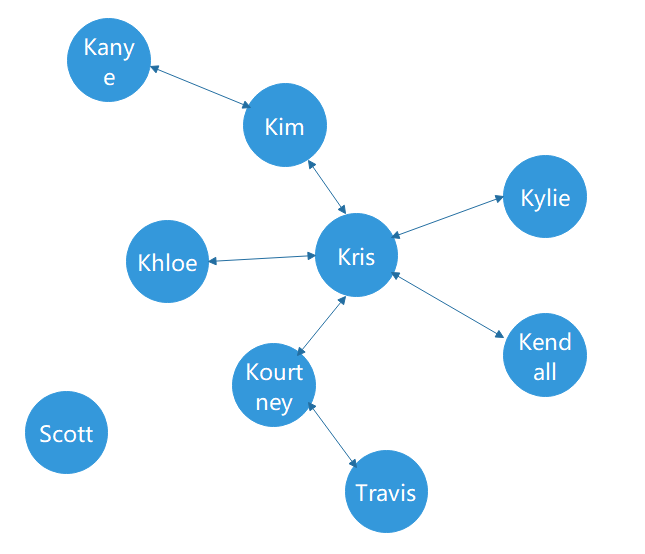 Kany
e
Kim
Kylie
Khloe
Kris
Kend
all
Kourt
ney
Scott
Travis